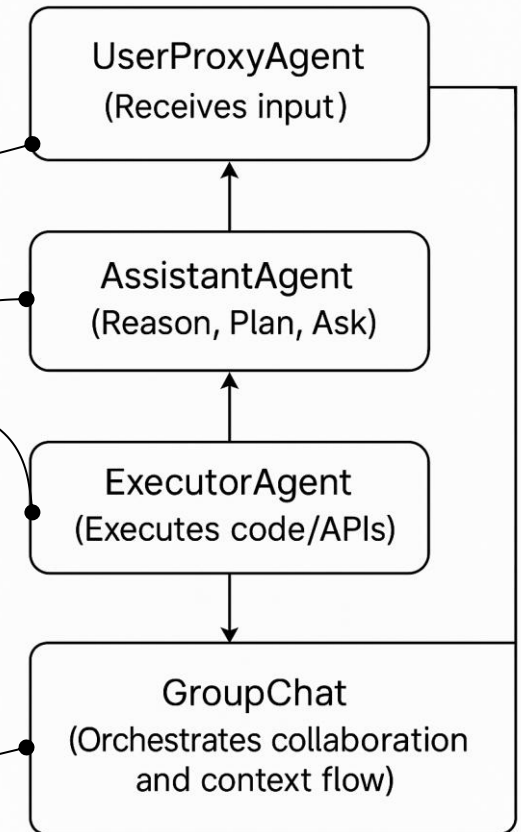 UserProxyAgent
(Receives input)
AssistantAgent
(Reason, Plan, Ask)
ExecutorAgent
(Executes code/APIs)
GroupChat
(Orchestrates collaboration
and context flow)